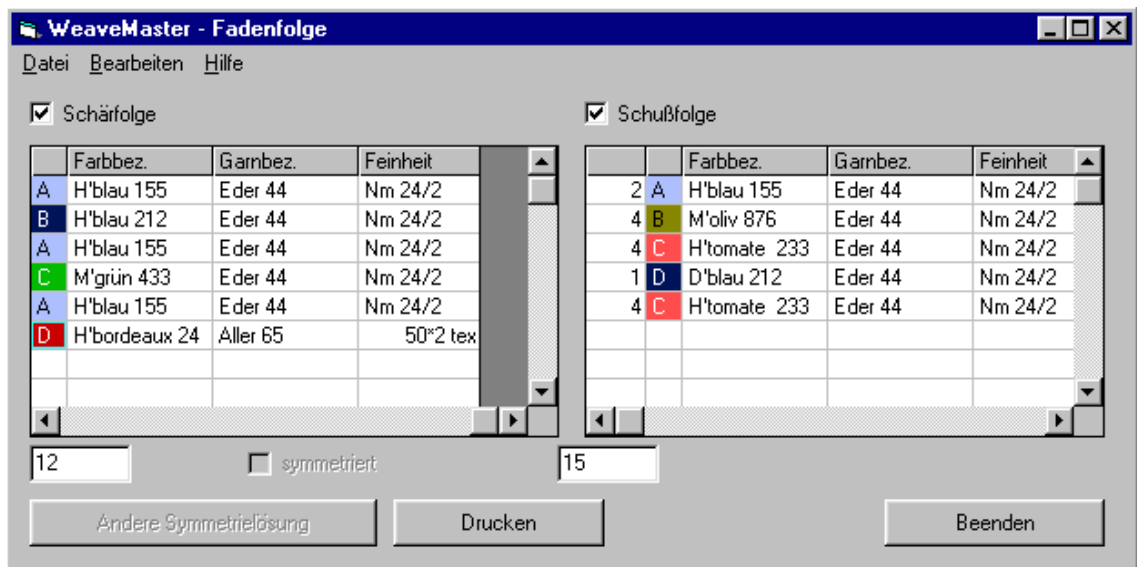 WeaveMaster - Fadenfolge
Datei Bearbeiten Hilfe
Schärfolge
Farbbez. Garnbez. Feinheit
A H'blau 155 Eder 44 Nm 24/2
B H'blau 212 Eder 44 Nm 24/2
A H'blau 155 Eder 44 Nm 24/2
C M'grün 433 Eder 44 Nm 24/2
A H'blau 155 Eder 44 Nm 24/2
D H'bordeaux 24 Aller 65 50*2 tex
12
symmetriert
Schußfolge
Farbbez. Garnbez. Feinheit
2 A H'blau 155 Eder 44 Nm 24/2
4 B M'oliv 876 Eder 44 Nm 24/2
4 C H'tomate 233 Eder 44 Nm 24/2
1 D D'blau 212 Eder 44 Nm 24/2
4 C H'tomate 233 Eder 44 Nm 24/2
15
Andere Symmetrielösung
Drucken
Beenden